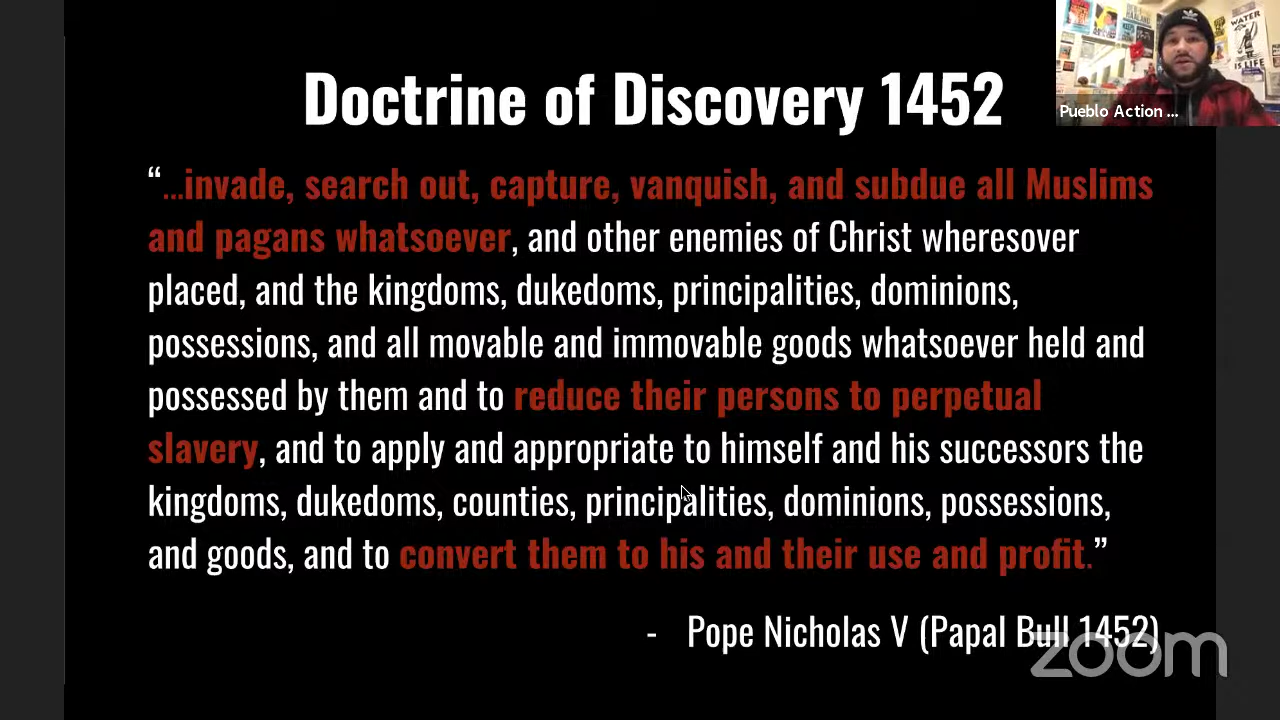 Doctrine of Discovery 1452
“…invade, search out, capture, vanquish, and subdue all Muslims
and pagans whatsoever, and other enemies of Christ wheresover
placed, and the kingdoms, dukedoms, principalities, dominions,
possessions, and all movable and immovable goods whatsoever held and
possessed by them and to reduce their persons to perpetual
slavery, and to apply and appropriate to himself and his successors the
kingdoms, dukedoms, counties, principalities, dominions, possessions,
and goods, and to convert them to his and their use and profit.”
- Pope Nicholas V (Papal Bull 1452)
zoom
WATER
IS LIFE
Pueblo Action ...